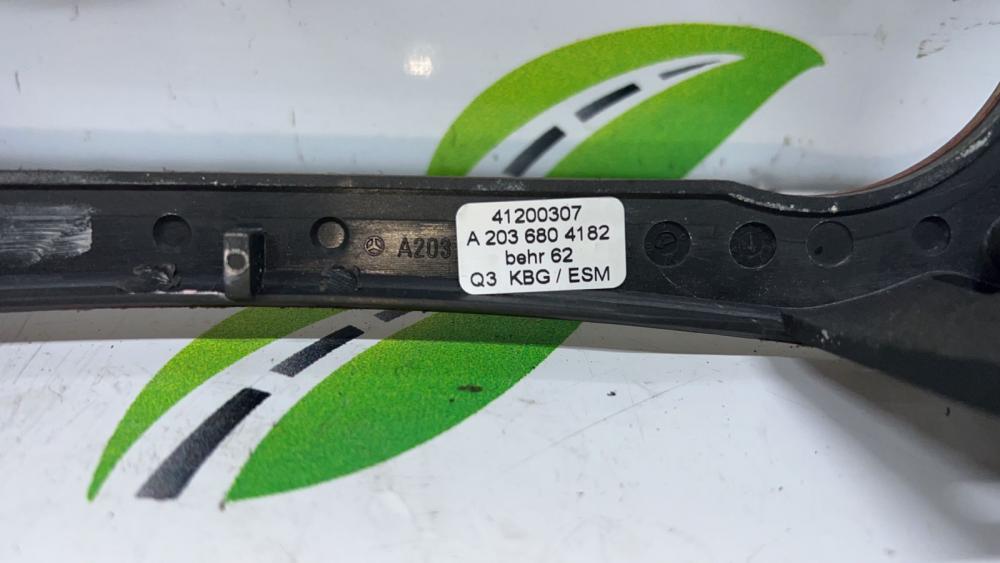 41200307
A 203 680 4182
behr 62
Q3 KBG / ESM
A203